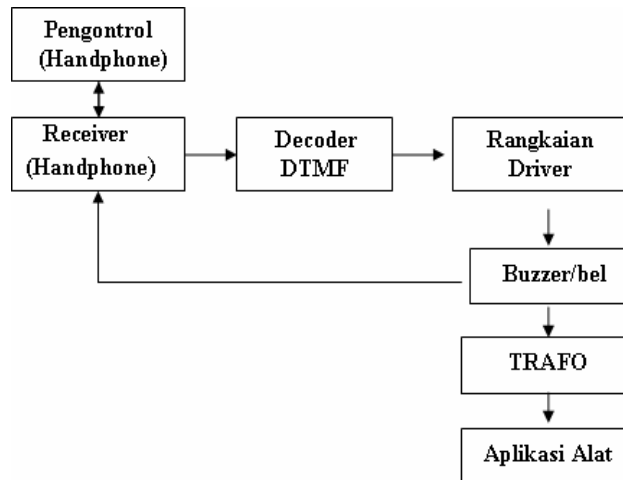 Pengontrol
(Handphone)
Receiver
(Handphone)
Decoder
DTMF
Rangkaian
Driver
Buzzer/bel
TRAFO
Aplikasi Alat